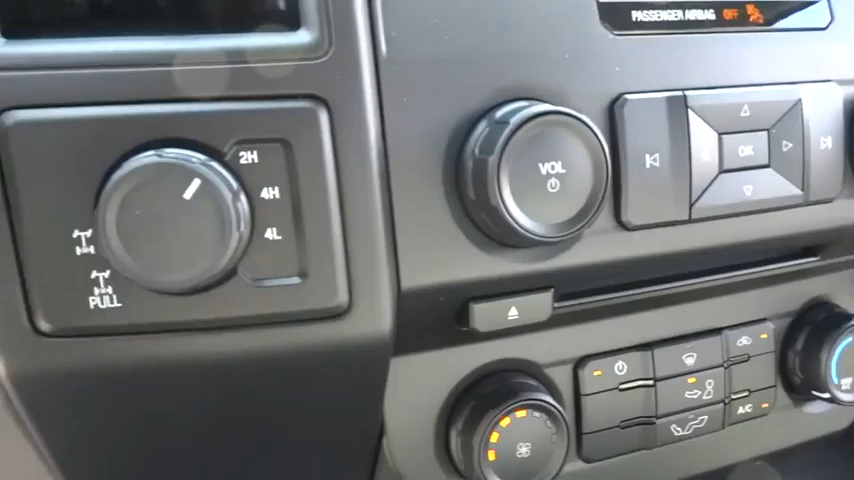 PASSENGER AIRBAG OFF
2H
4H
4L
PULL
VOL
OK
A/C